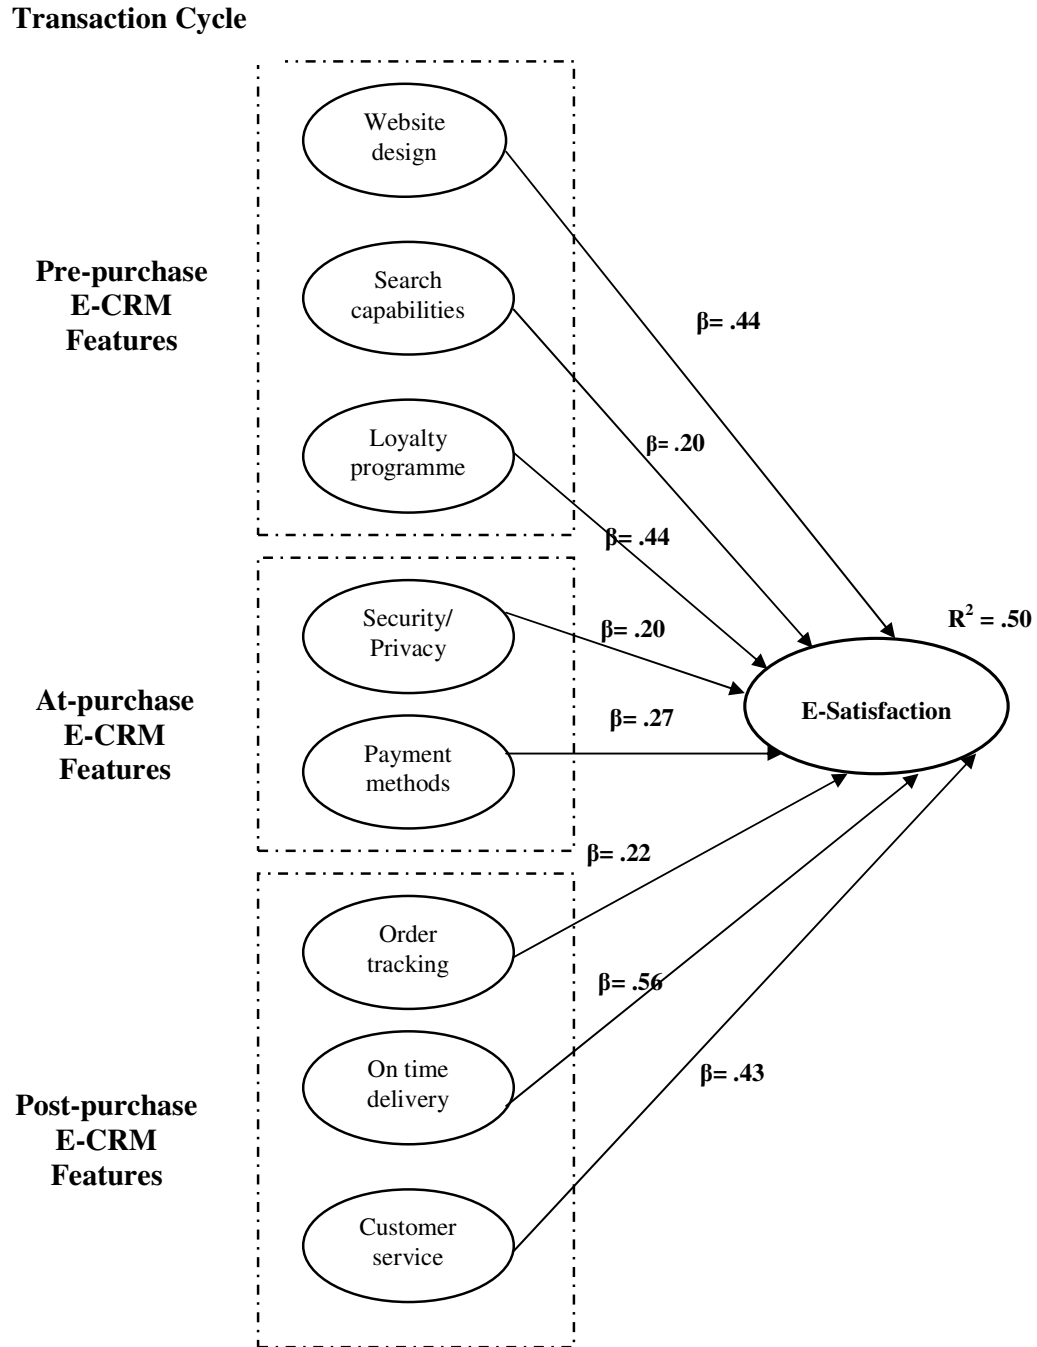 Transaction Cycle
Website
design
Pre-purchase
E-CRM
Features
Search
capabilities
β= .44
β= .20
Loyalty
programme
β= .44
Security/
Privacy
β= .20
R² = .50
At-purchase
E-CRM
Features
β= .27
E-Satisfaction
Payment
methods
β= .22
Order
tracking
β= .56
On time
delivery
β= .43
Post-purchase
E-CRM
Features
Customer
service